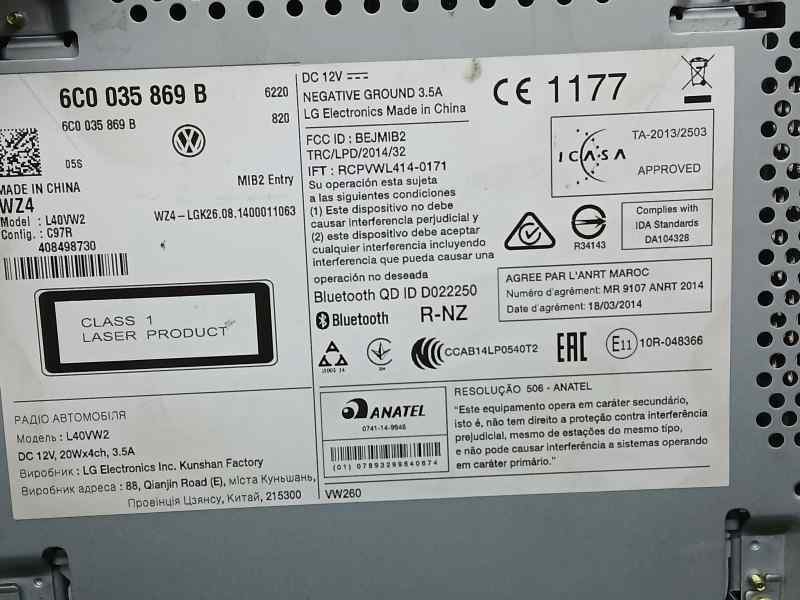 6C0 035 869 B
6220
6C0 035 869 B
820
05S
MADE IN CHINA
MIB2 Entry
WZ4
WZ4-LGK26.08.1400011063
Model : L40VW2
Config. : C97R
408498730
CLASS 1
LASER PRODUCT
РАДІО АВТОМОБІЛЯ
Модель : L40VW2
DC 12V, 20Wx4ch, 3.5A
Виробник : LG Electronics Inc. Kunshan Factory
Виробник адреса : 88, Qianjin Road (E), міста Куньшань,
Провінція Цзянсу, Китай, 215300
DC 12V
NEGATIVE GROUND 3.5A
LG Electronics Made in China
CE 1177
FCC ID : BEJMIB2
TRC/LPD/2014/32
IFT : RCPVWL414-0171
Su operación esta sujeta
a las siguientes condiciones
(1) Este dispositivo no debe
causar interferencia perjudicial y
(2) este dispositivo debe aceptar
cualquier interferencia incluyendo
interferencia que pueda causar una
operación no deseada
Bluetooth QD ID D022250
Bluetooth
R-NZ
ICASA
TA-2013/2503
APPROVED
R34143
Complies with
IDA Standards
DA104328
AGREE PAR L'ANRT MAROC
Numéro d'agrément: MR 9107 ANRT 2014
Date d'agrément: 18/03/2014
CCAB14LP0540T2
EAC
E11
10R-048366
ANATEL
0741-14-9646
(01) 07893299840674
RESOLUÇÃO 506 - ANATEL
"Este equipamento opera em caráter secundário,
isto é, não tem direito a proteção contra interferência
prejudicial, mesmo de estações do mesmo tipo,
e não pode causar interferência a sistemas operando
em caráter primário."
VW260